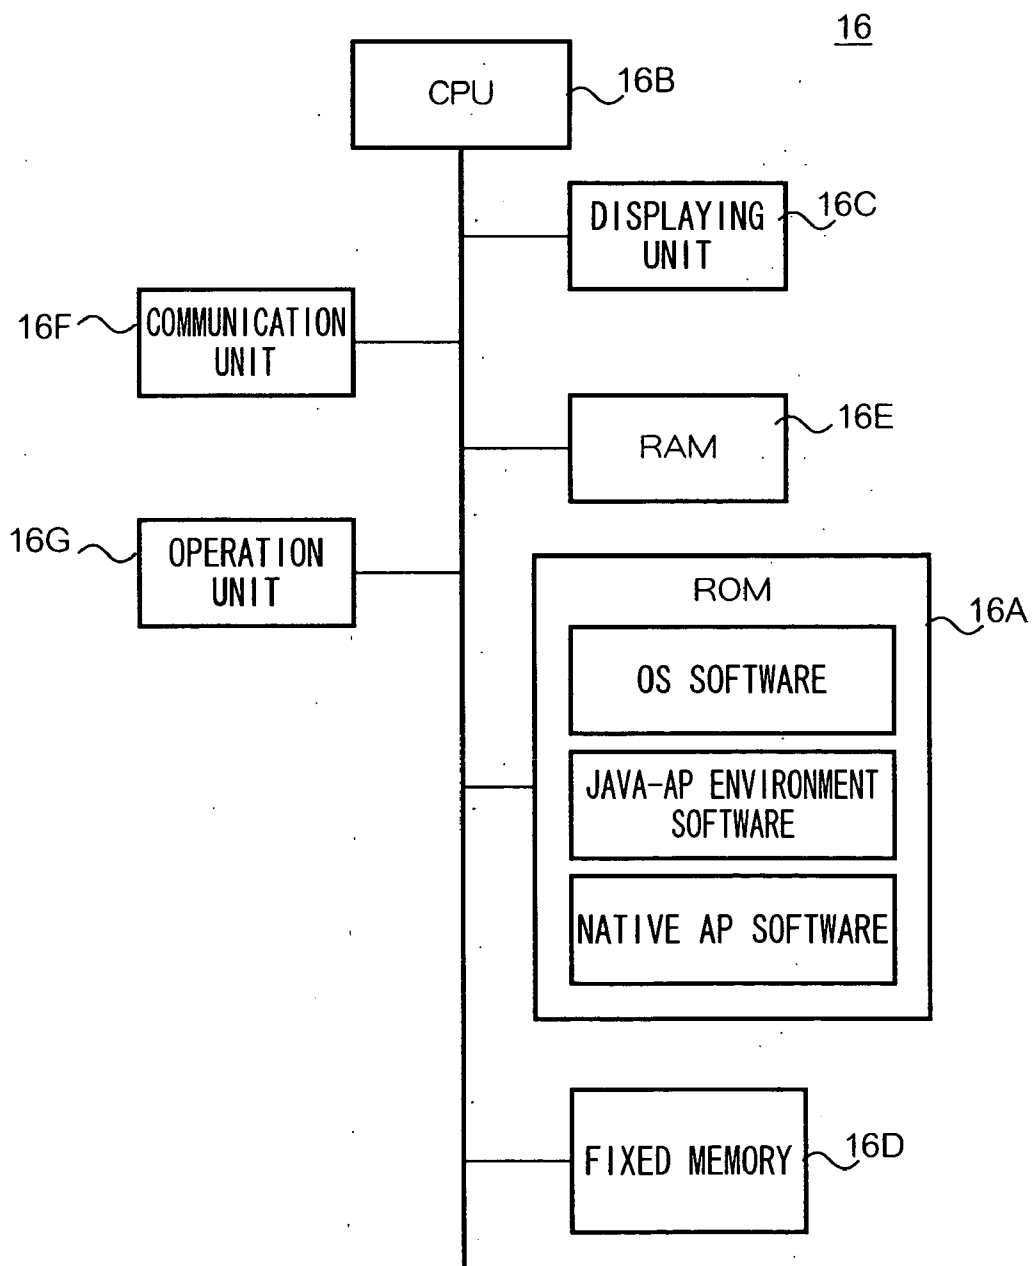 16
CPU
16B
DISPLAYING
UNIT
16C
16F
COMMUNICATION
UNIT
RAM
16E
16G
OPERATION
UNIT
ROM
16A
OS SOFTWARE
JAVA-AP ENVIRONMENT
SOFTWARE
NATIVE AP SOFTWARE
FIXED MEMORY
16D